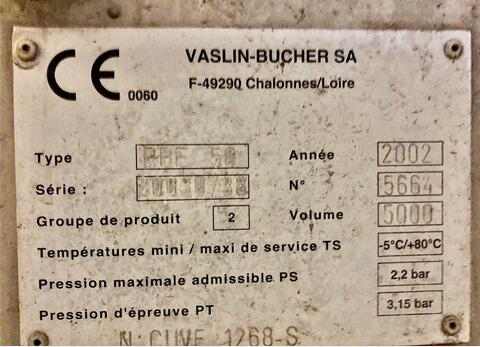 CE 0060
VASLIN-BUCHER SA
F-49290 Chalonnes/Loire
Type 50
Année 2002
Série :
N° 5664
Groupe de produit 2
Volume 5000
Températures mini / maxi de service TS -5°C/+80°C
Pression maximale admissible PS 2,2 bar
Pression d'épreuve PT 3,15 bar
N CUVE 1268-S